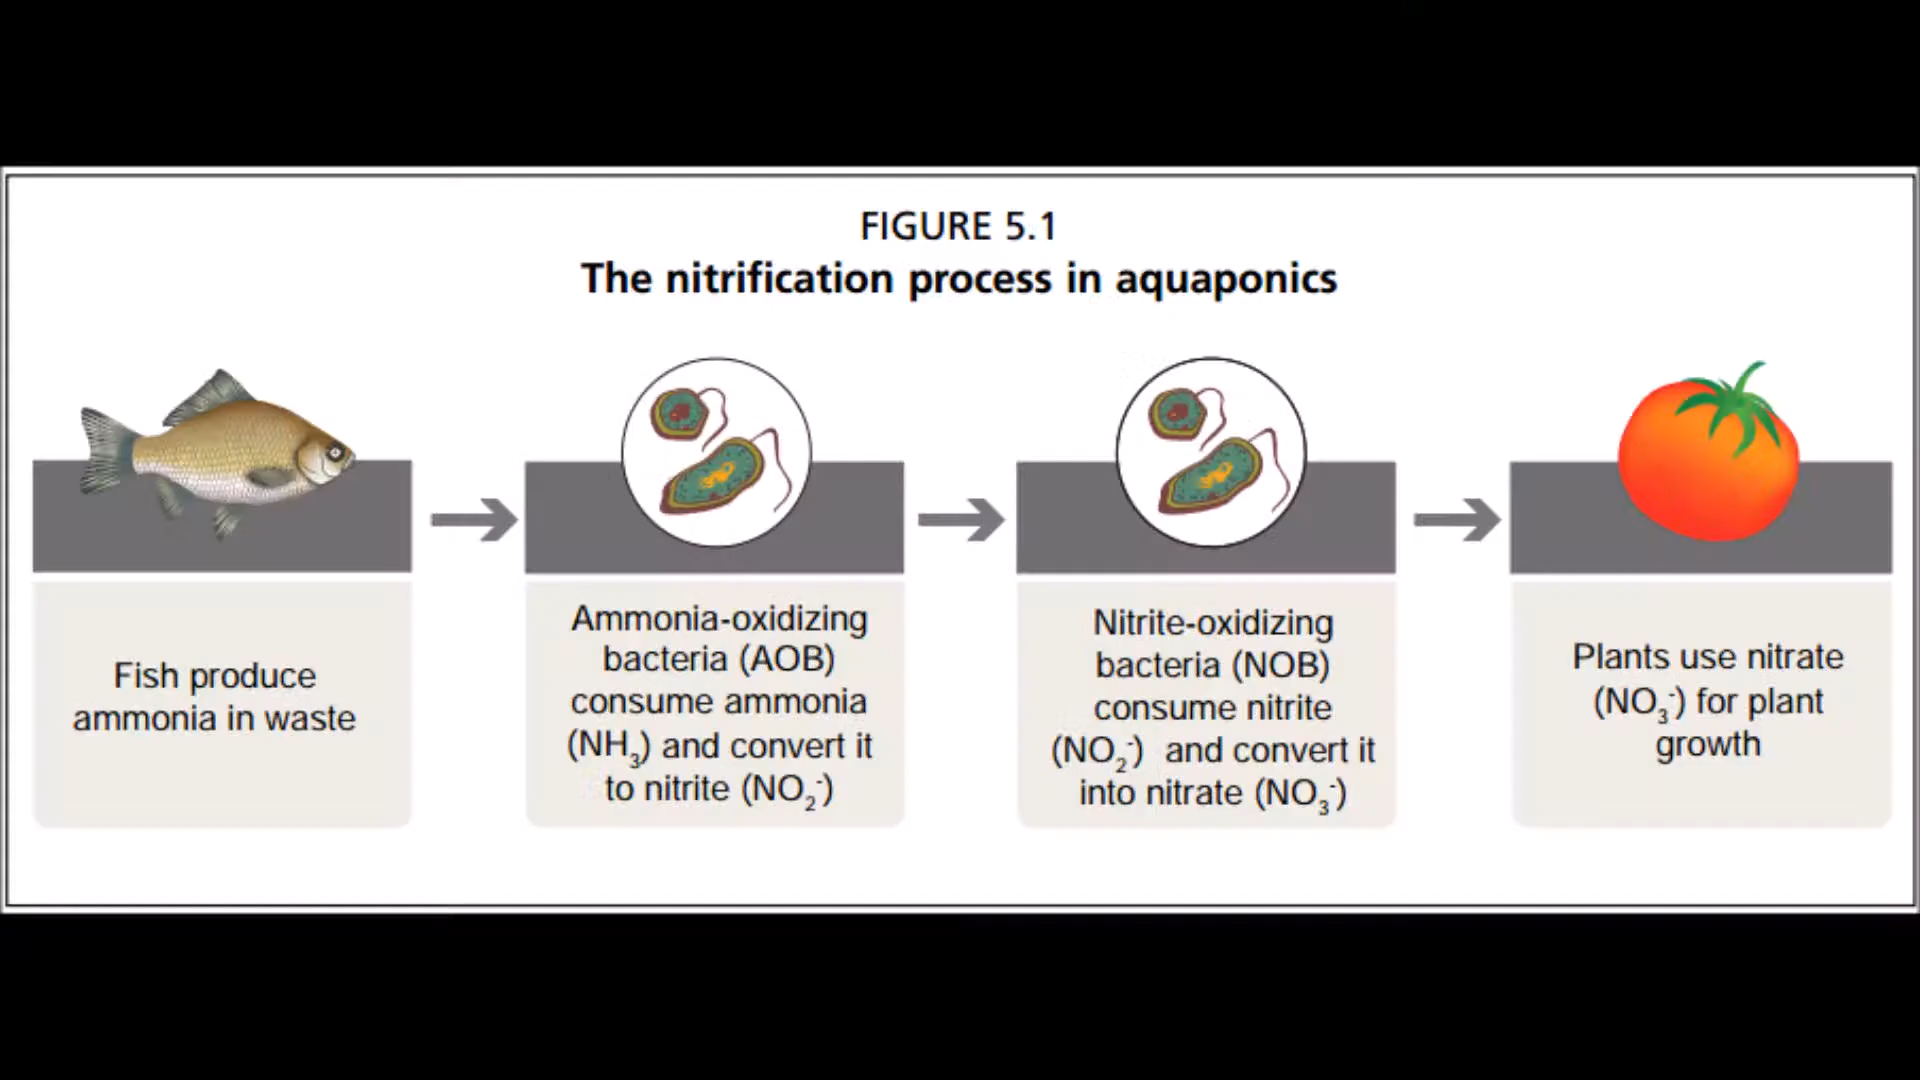 FIGURE 5.1
The nitrification process in aquaponics
Fish produce
ammonia in waste
Ammonia-oxidizing
bacteria (AOB)
consume ammonia
(NH₃) and convert it
to nitrite (NO₂⁻)
Nitrite-oxidizing
bacteria (NOB)
consume nitrite
(NO₂⁻) and convert it
into nitrate (NO₃⁻)
Plants use nitrate
(NO₃⁻) for plant
growth